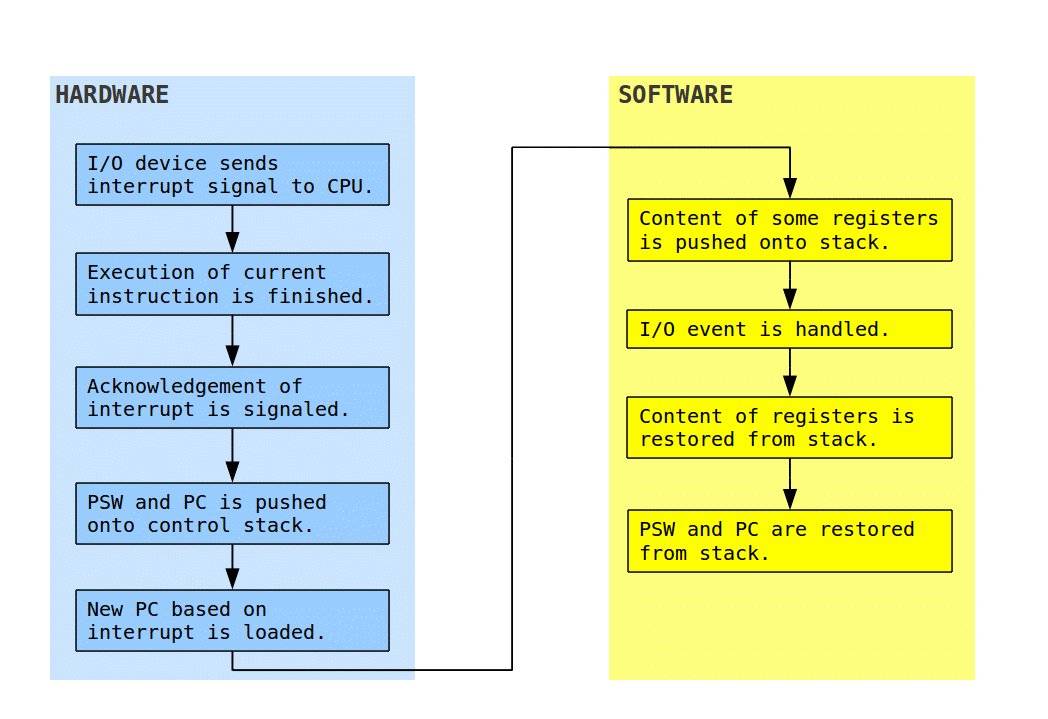 HARDWARE
I/O device sends
interrupt signal to CPU.
Execution of current
instruction is finished.
Acknowledgement of
interrupt is signaled.
PSW and PC is pushed
onto control stack.
New PC based on
interrupt is loaded.
SOFTWARE
Content of some registers
is pushed onto stack.
I/O event is handled.
Content of registers is
restored from stack.
PSW and PC are restored
from stack.